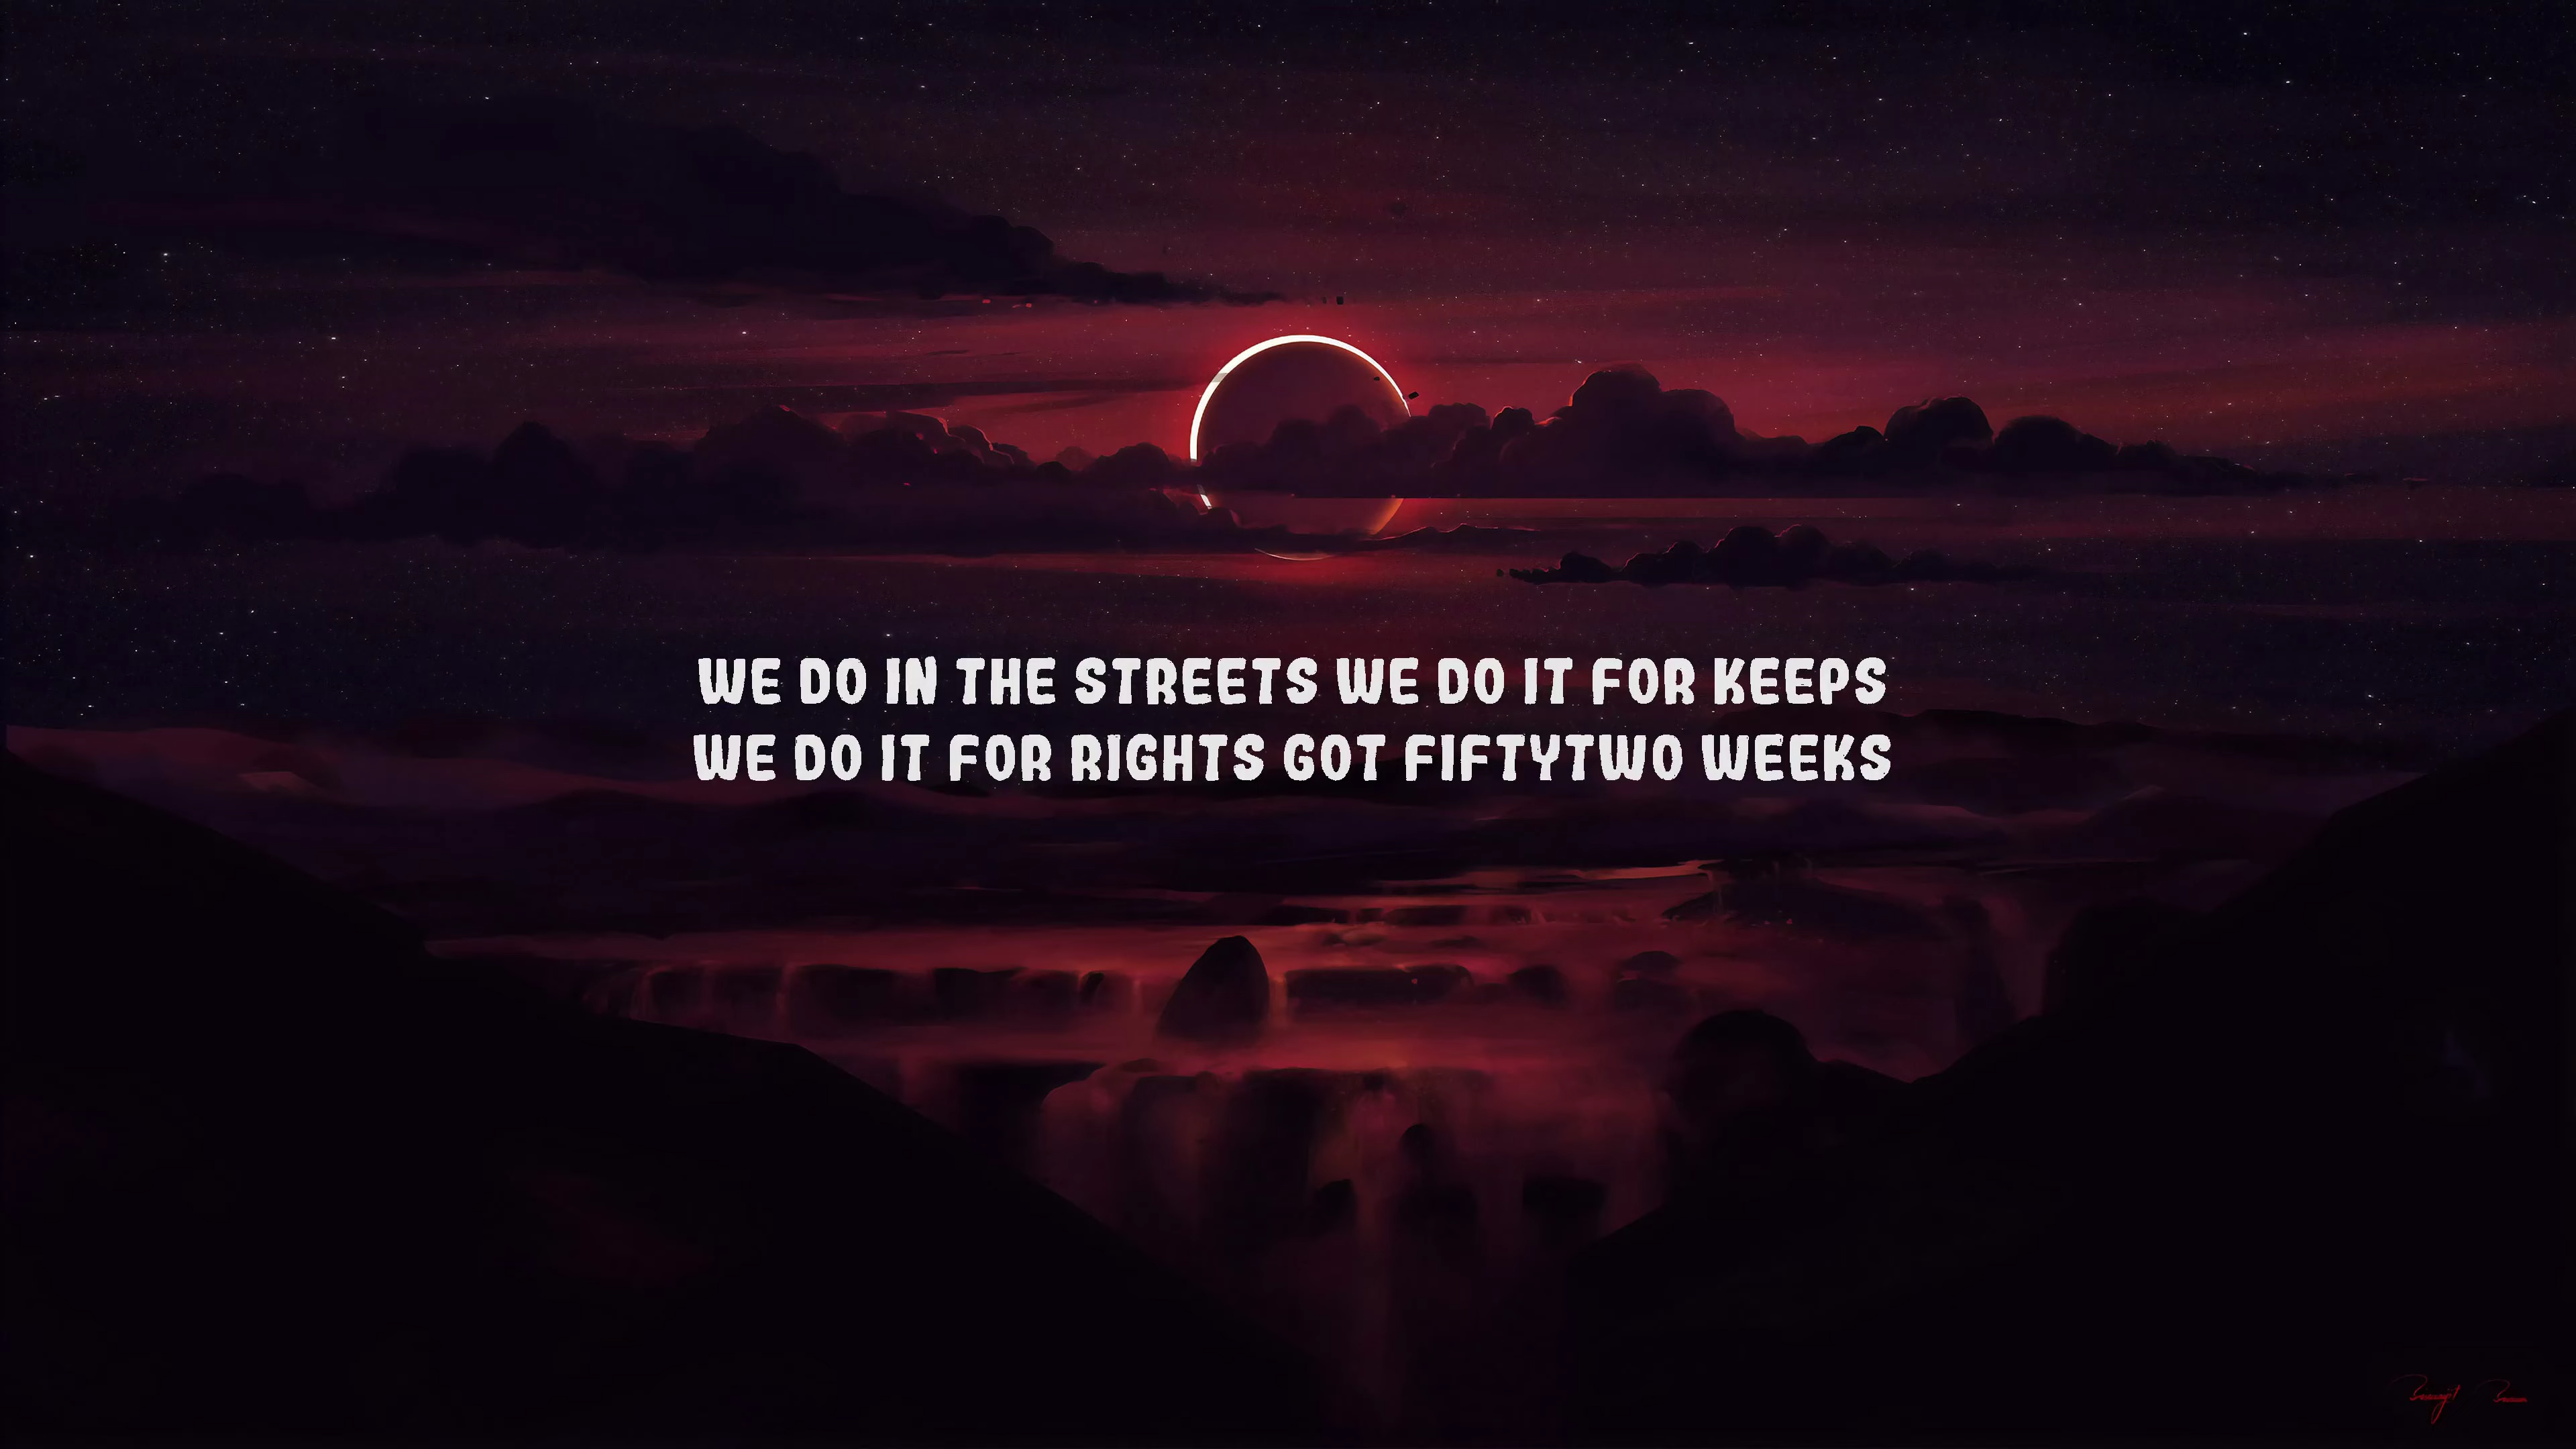 WE DO IN THE STREETS WE DO IT FOR KEEPS
WE DO IT FOR RIGHTS GOT FIFTYTWO WEEKS